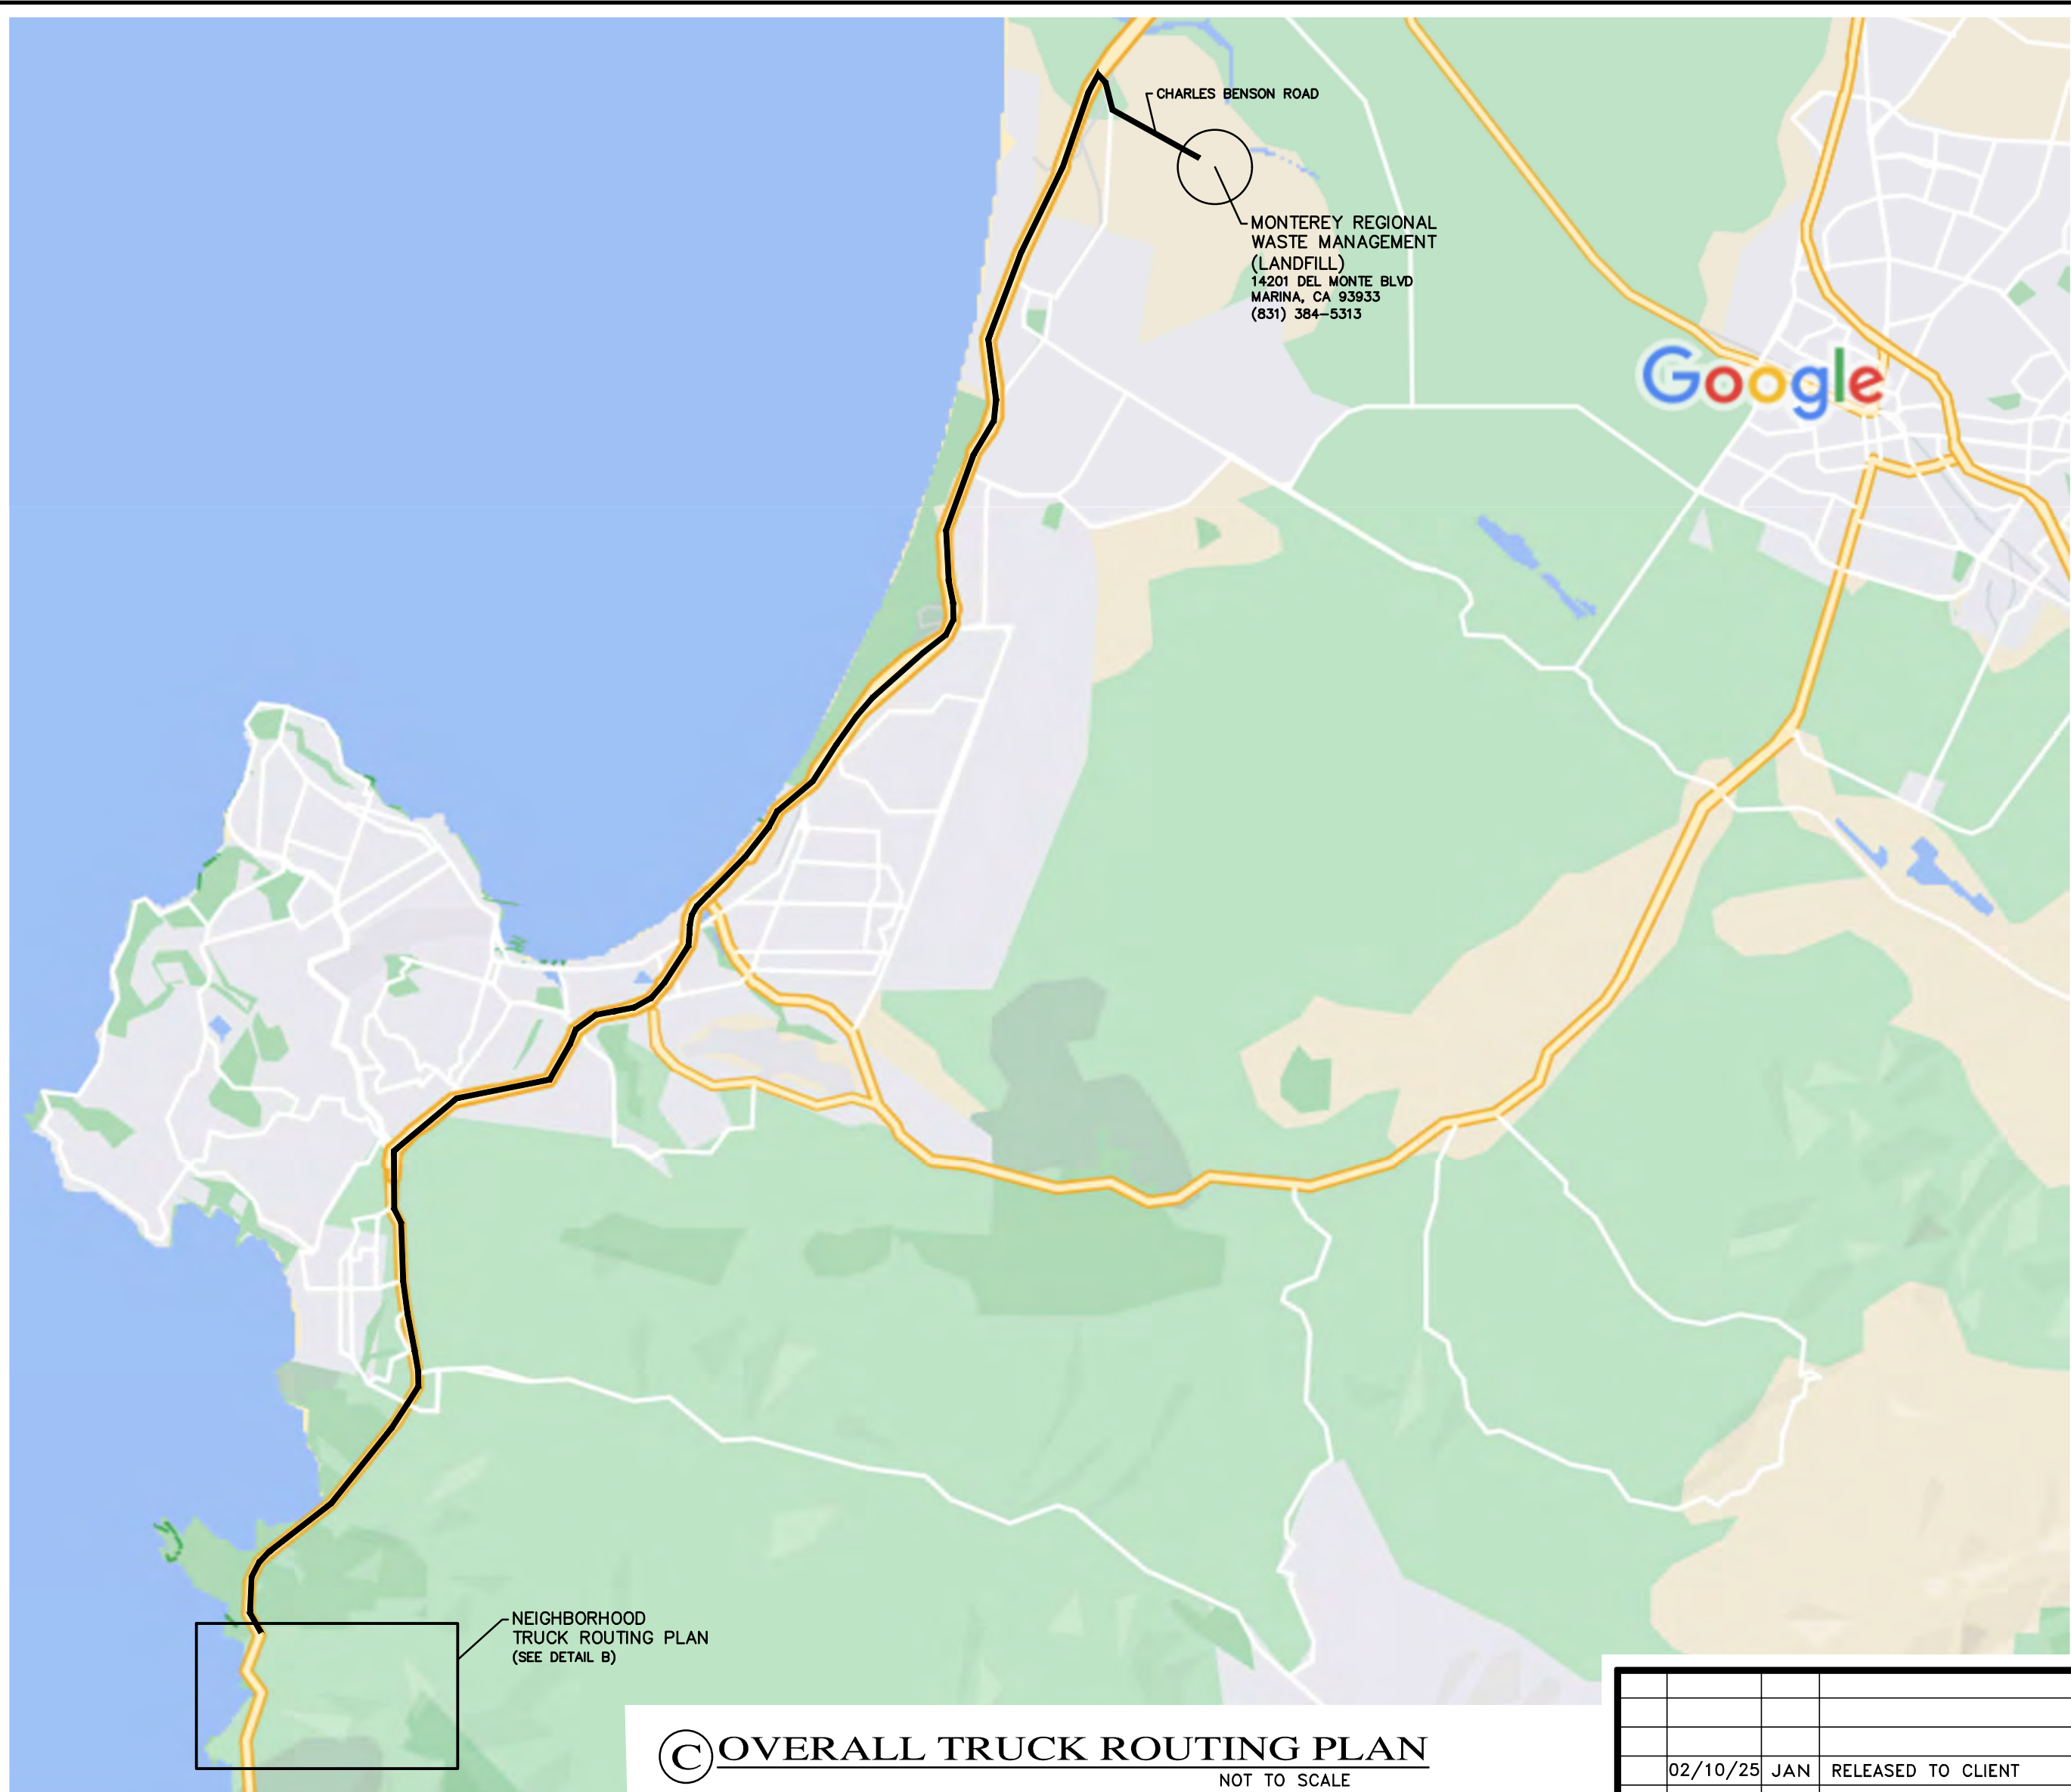 CHARLES BENSON ROAD
MONTEREY REGIONAL
WASTE MANAGEMENT
(LANDFILL)
14201 DEL MONTE BLVD
MARINA, CA 93933
(831) 384-5313
Google
NEIGHBORHOOD
TRUCK ROUTING PLAN
(SEE DETAIL B)
C OVERALL TRUCK ROUTING PLAN
NOT TO SCALE
02/10/25 JAN RELEASED TO CLIENT